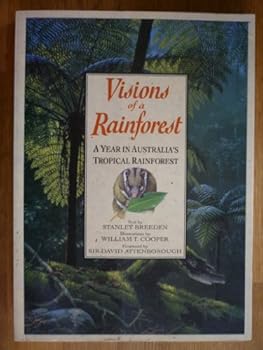 Visions
of a
Rainforest
A YEAR IN AUSTRALIA'S
TROPICAL RAINFOREST
Text by
STANLEY BREEDEN
Illustrations by
WILLIAM T. COOPER
Foreword by
SIR DAVID ATTENBOROUGH